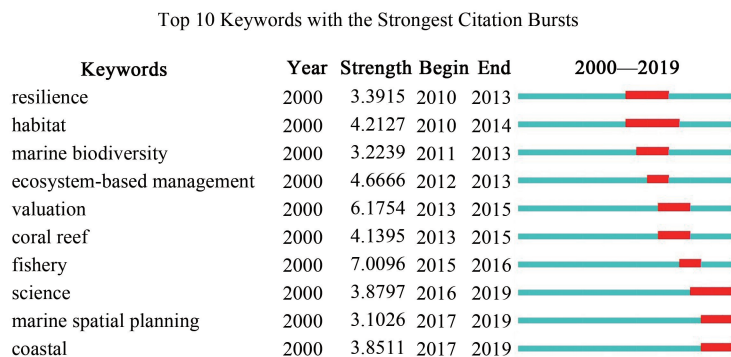 Top 10 Keywords with the Strongest Citation Bursts
Keywords Year Strength Begin End 2000—2019
resilience 2000 3.3915 2010 2013
habitat 2000 4.2127 2010 2014
marine biodiversity 2000 3.2239 2011 2013
ecosystem-based management 2000 4.6666 2012 2013
valuation 2000 6.1754 2013 2015
coral reef 2000 4.1395 2013 2015
fishery 2000 7.0096 2015 2016
science 2000 3.8797 2016 2019
marine spatial planning 2000 3.1026 2017 2019
coastal 2000 3.8511 2017 2019